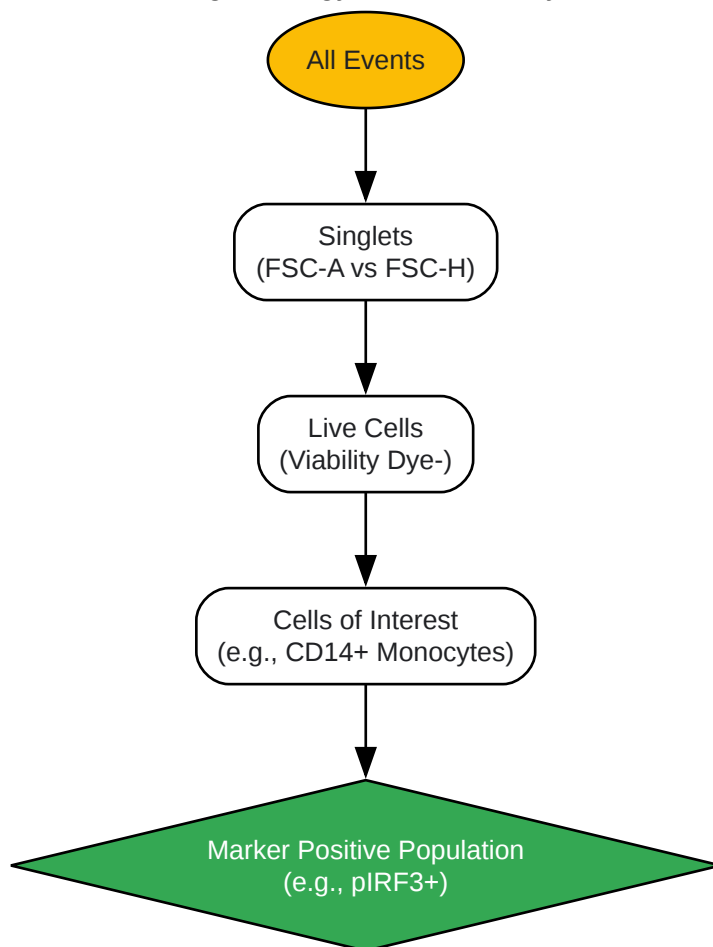 All Events
Singlets
(FSC-A vs FSC-H)
Live Cells
(Viability Dye-)
Cells of Interest
(e.g., CD14+ Monocytes)
Marker Positive Population
(e.g., pIRF3+)